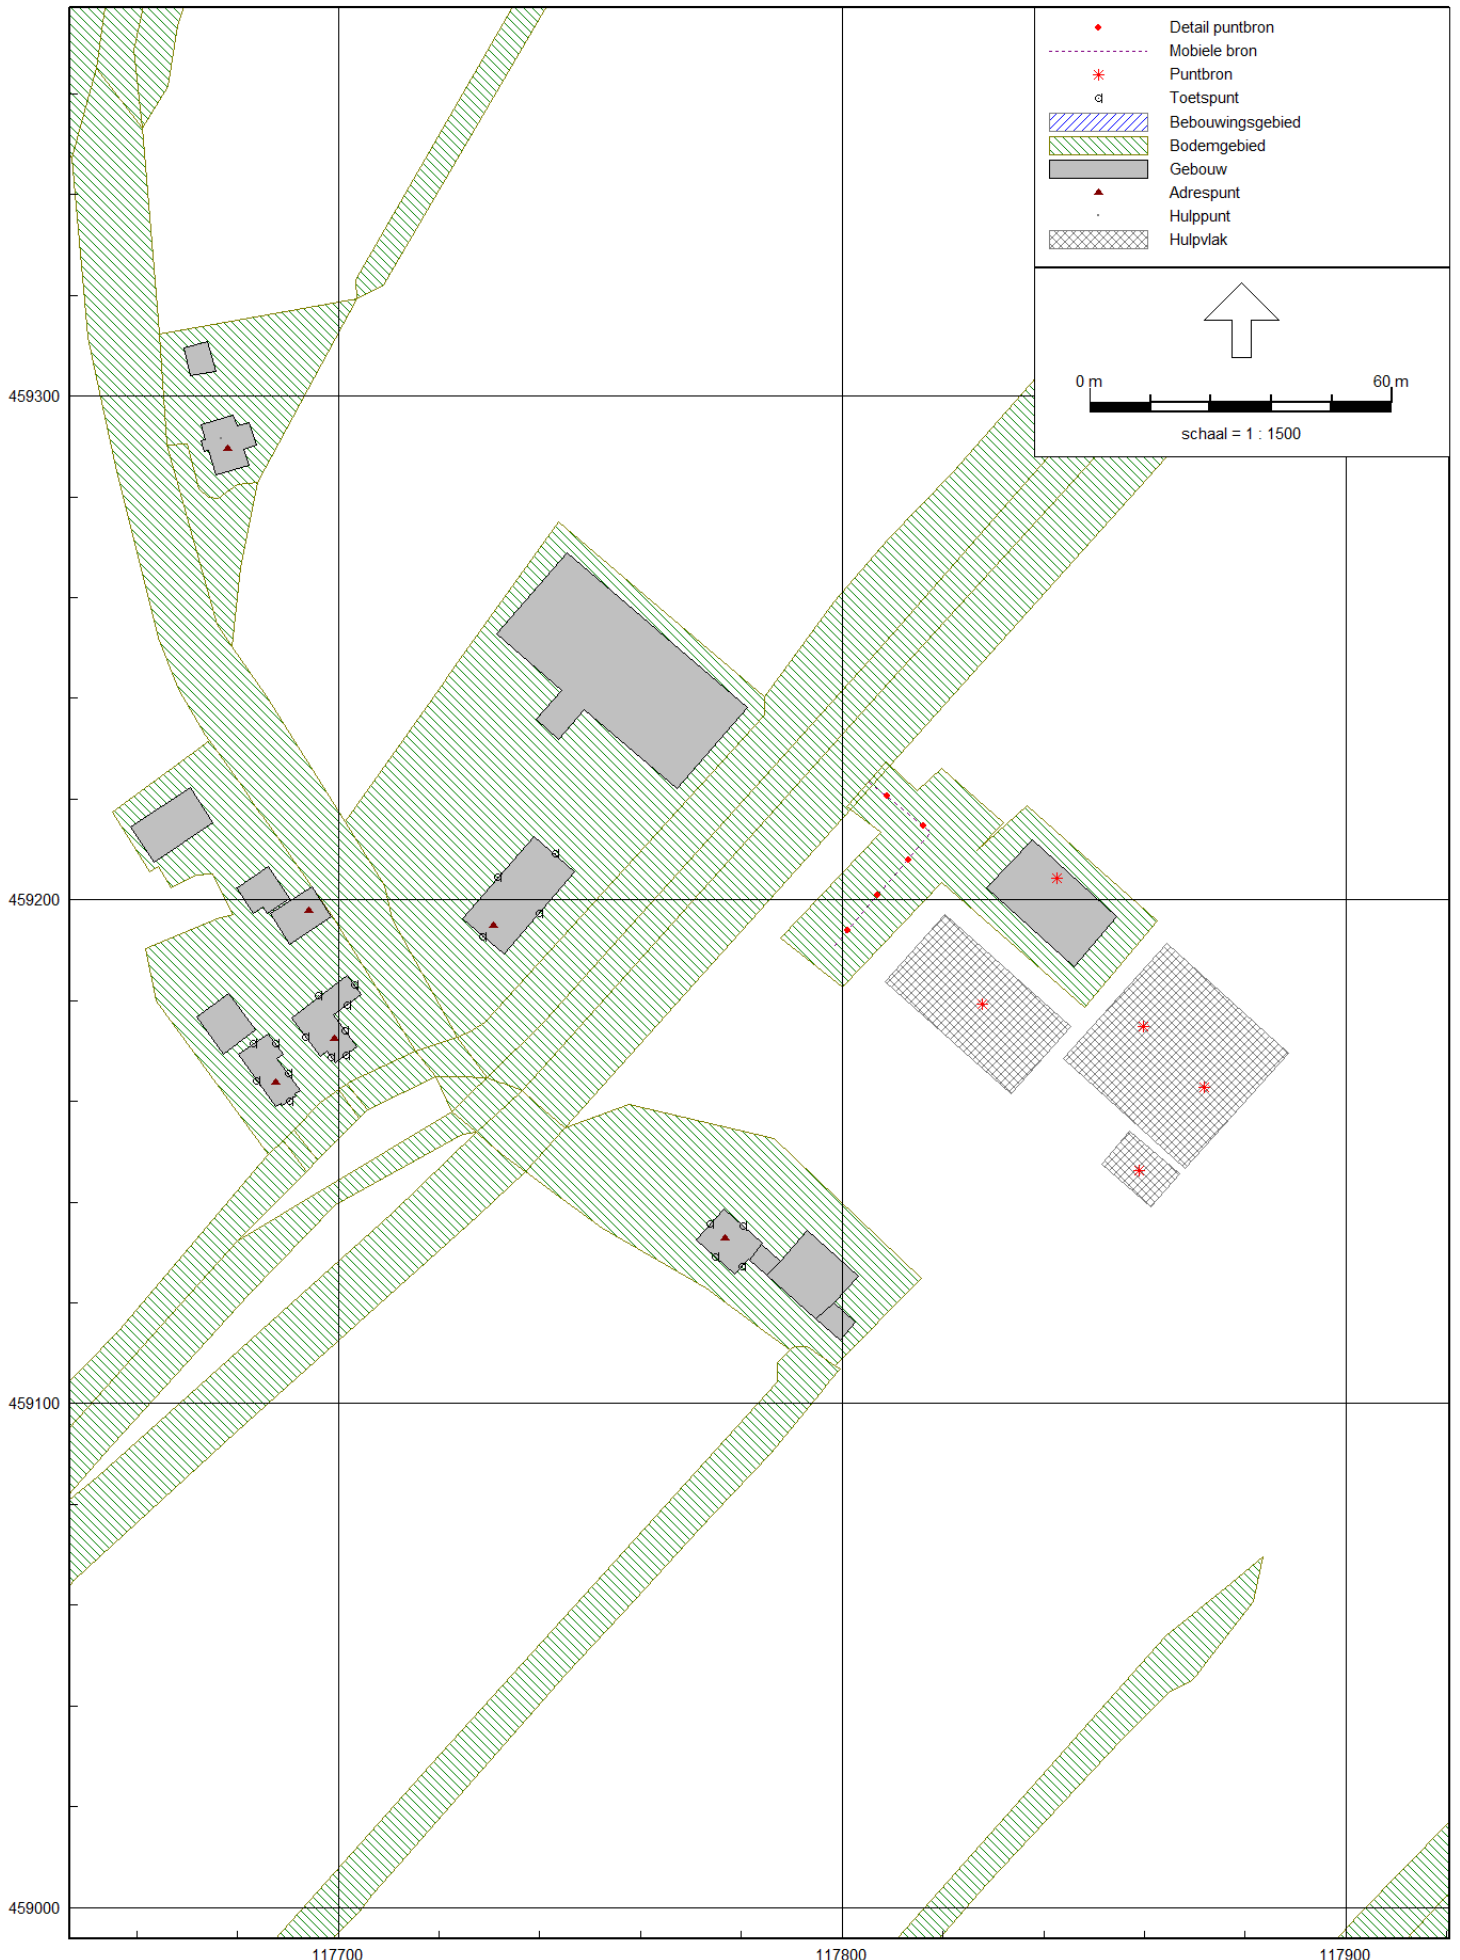 Detail puntbron
Mobiele bron
Puntbron
Toetspunt
Bebouwingsgebied
Bodemgebied
Gebouw
Adrespunt
Hulppunt
Hulpvlak
0 m 60 m
schaal = 1 : 1500
459300
459200
459100
459000
117700 117800 117900